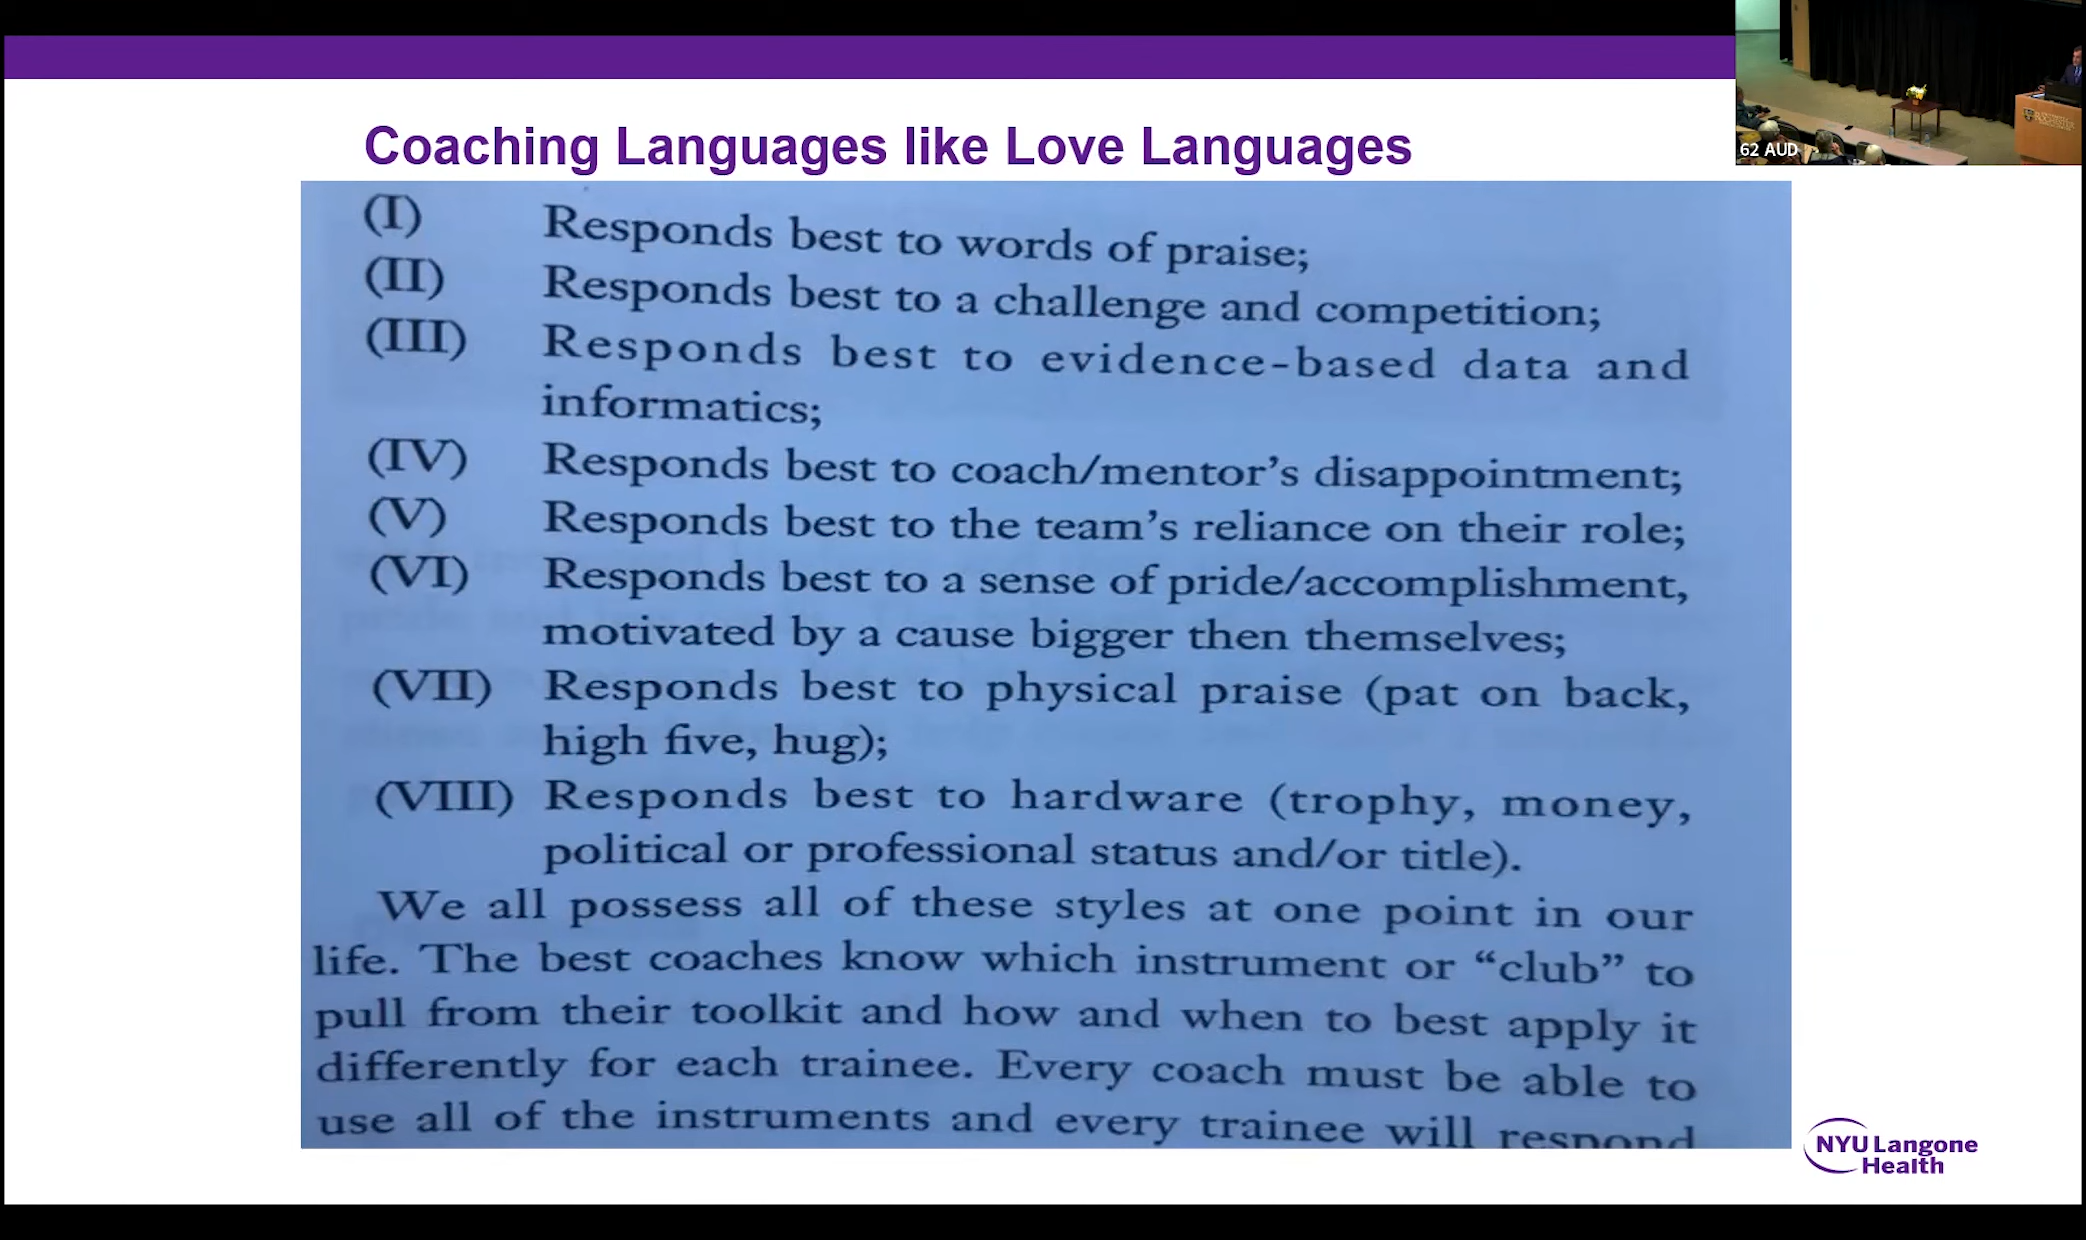 Coaching Languages like Love Languages
62 AUD
(I) Responds best to words of praise;
(II) Responds best to a challenge and competition;
(III) Responds best to evidence-based data and
informatics;
(IV) Responds best to coach/mentor’s disappointment;
(V) Responds best to the team’s reliance on their role;
(VI) Responds best to a sense of pride/accomplishment,
motivated by a cause bigger then themselves;
(VII) Responds best to physical praise (pat on back,
high five, hug);
(VIII) Responds best to hardware (trophy, money,
political or professional status and/or title).
We all possess all of these styles at one point in our
life. The best coaches know which instrument or “club” to
pull from their toolkit and how and when to best apply it
differently for each trainee. Every coach must be able to
use all of the instruments and every trainee will respond
NYU Langone
Health